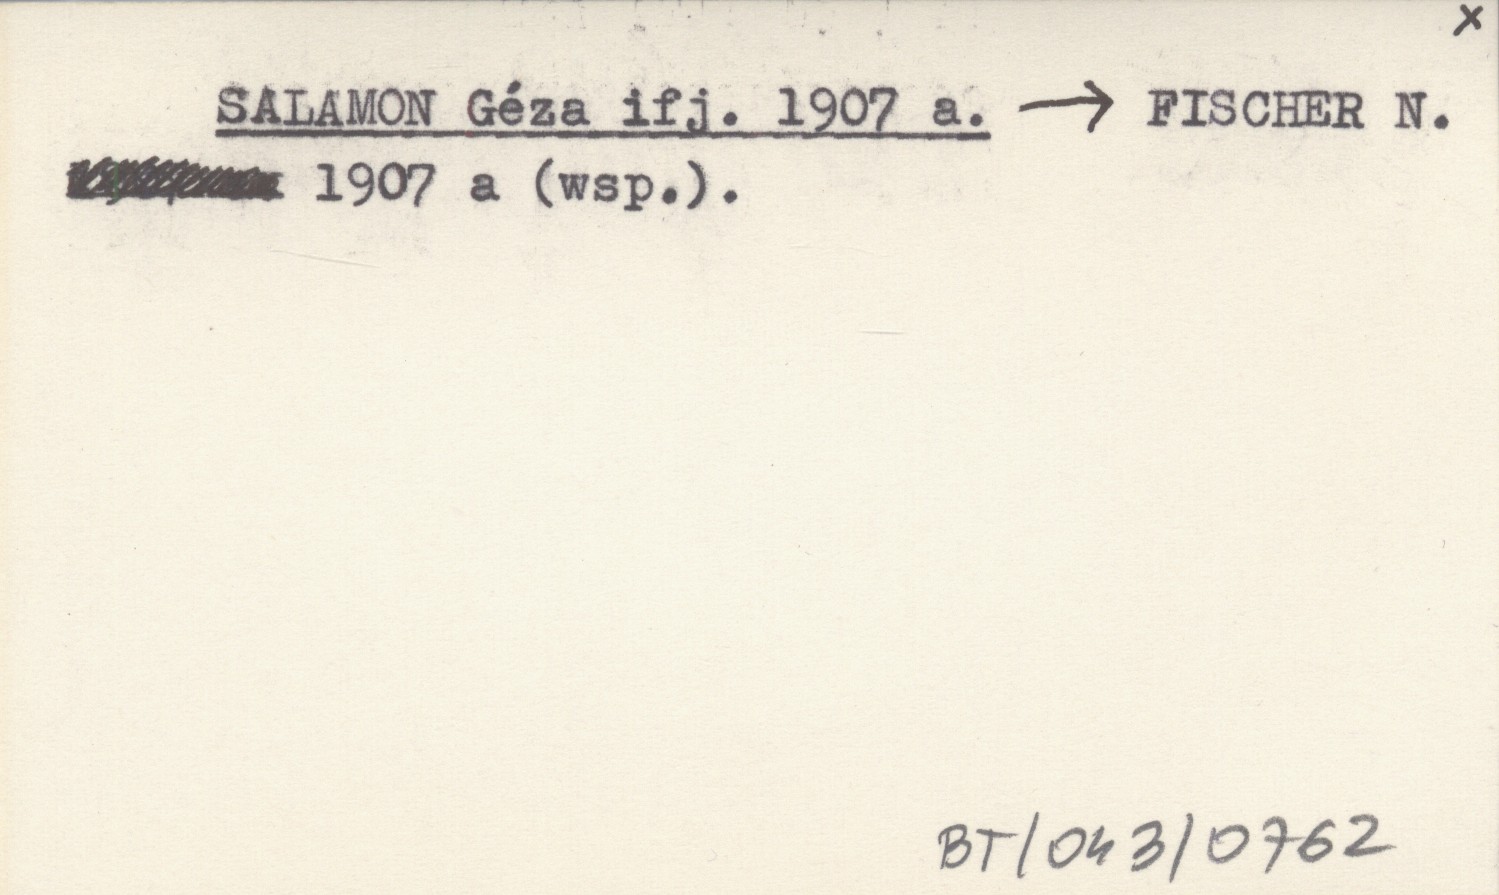 x
SALAMON Géza ifj. 1907 a. → FISCHER N.
1907 a (wsp.).
BT/043/0762